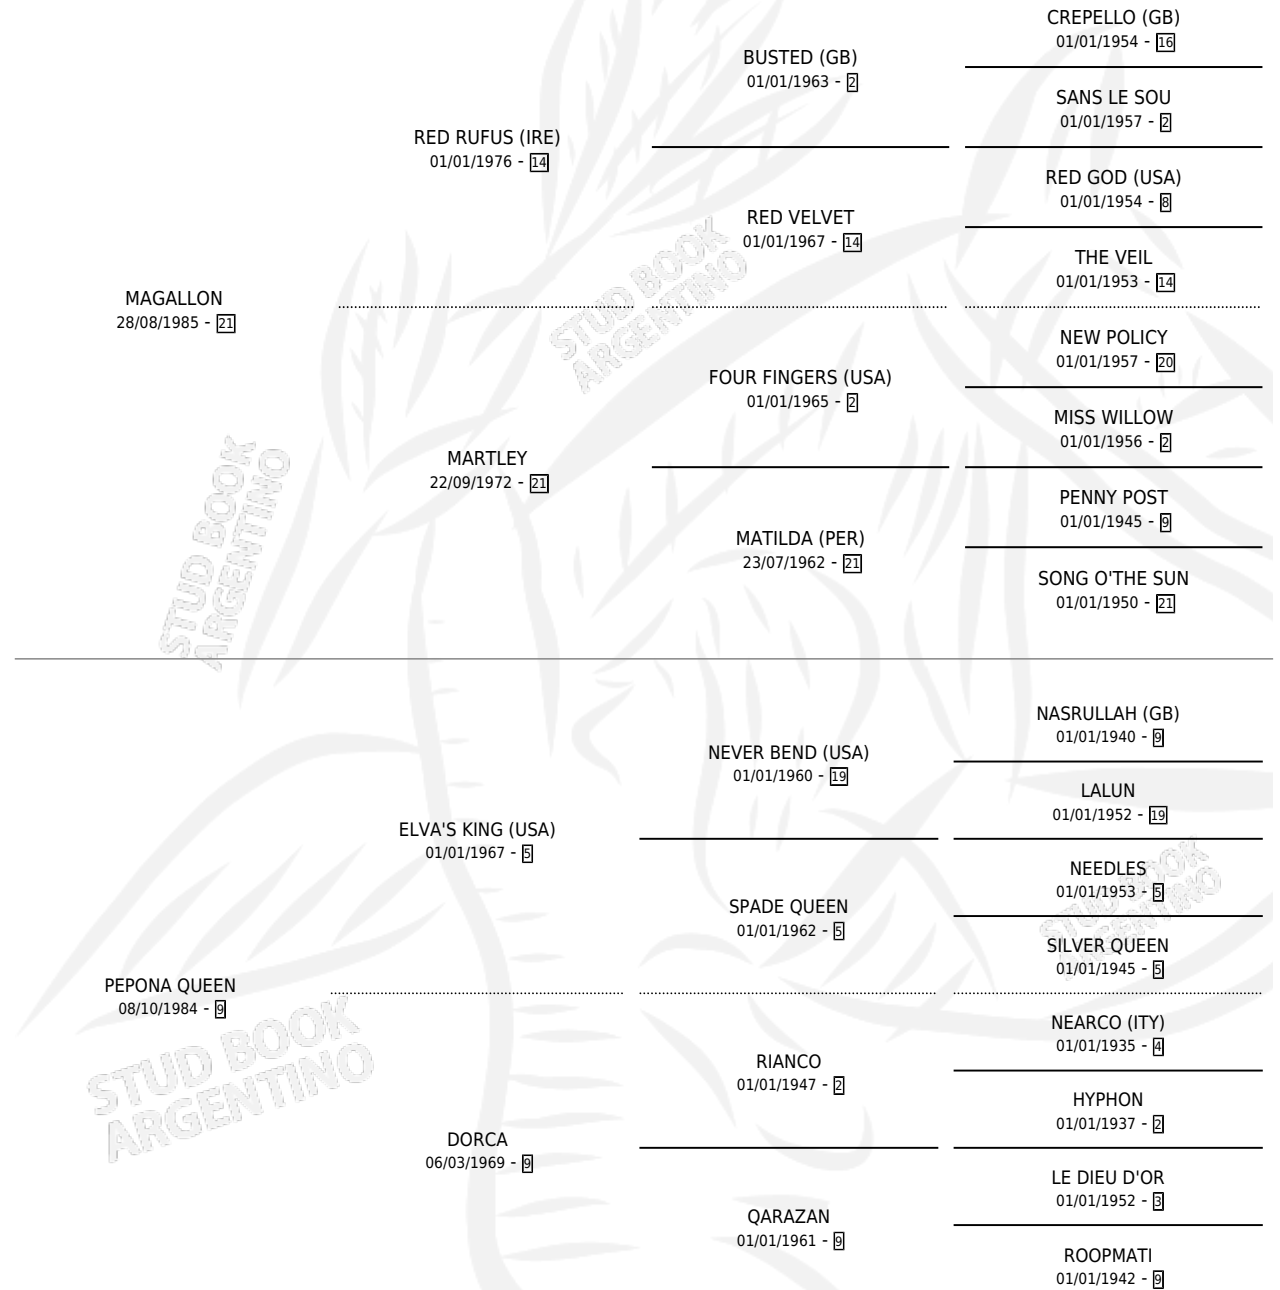 MAGALLON
28/08/1985 - 21
RED RUFUS (IRE)
01/01/1976 - 14
MARTLEY
22/09/1972 - 21
BUSTED (GB)
01/01/1963 - 2
RED VELVET
01/01/1967 - 14
FOUR FINGERS (USA)
01/01/1965 - 2
MATILDA (PER)
23/07/1962 - 21
CREPELLO (GB)
01/01/1954 - 16
SANS LE SOU
01/01/1957 - 2
RED GOD (USA)
01/01/1954 - 8
THE VEIL
01/01/1953 - 14
NEW POLICY
01/01/1957 - 20
MISS WILLOW
01/01/1956 - 2
PENNY POST
01/01/1945 - 9
SONG O'THE SUN
01/01/1950 - 21
STUD BOOK
ARGENTINO
STUD BOOK
ARGENTINO
PEPONA QUEEN
08/10/1984 - 9
ELVA'S KING (USA)
01/01/1967 - 5
DORCA
06/03/1969 - 9
NEVER BEND (USA)
01/01/1960 - 19
SPADE QUEEN
01/01/1962 - 5
RIANCO
01/01/1947 - 2
QARAZAN
01/01/1961 - 9
NASRULLAH (GB)
01/01/1940 - 9
LALUN
01/01/1952 - 19
NEEDLES
01/01/1953 - 5
SILVER QUEEN
01/01/1945 - 5
NEARCO (ITY)
01/01/1935 - 4
HYPHON
01/01/1937 - 2
LE DIEU D'OR
01/01/1952 - 3
ROOPMATI
01/01/1942 - 9
STUD BOOK
ARGENTINO
STUD BOOK
ARGENTINO